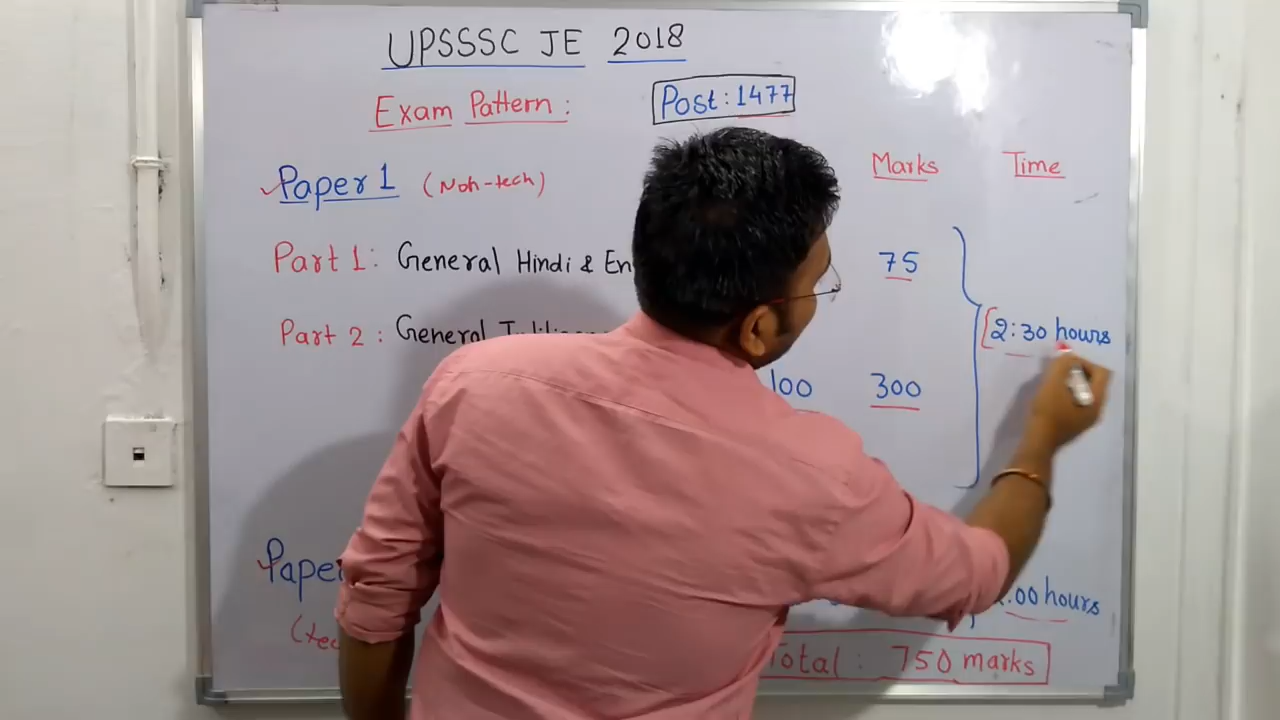 UPSSSC JE 2018
Exam Pattern : Post : 1477
Marks Time
Paper 1 (Non-tech)
Part 1 : General Hindi & En 75
2:30 hours
Part 2 : General
100 300
Paper
.00 hours
Total : 750 marks